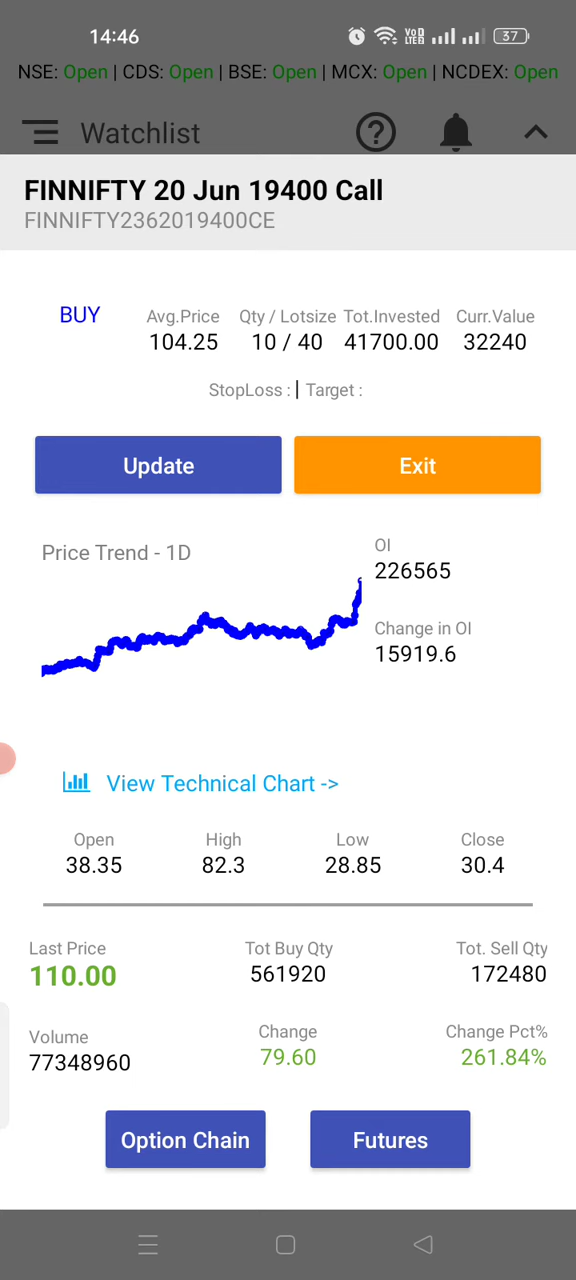 14:46 Vo LTE 37
NSE: Open | CDS: Open | BSE: Open | MCX: Open | NCDEX: Open
Watchlist
FINNIFTY 20 Jun 19400 Call
FINNIFTY2362019400CE
BUY Avg.Price Qty / Lotsize Tot.Invested Curr.Value
104.25 10 / 40 41700.00 32240
StopLoss : | Target :
Update Exit
Price Trend - 1D OI
226565
Change in OI
15919.6
View Technical Chart ->
Open High Low Close
38.35 82.3 28.85 30.4
Last Price Tot Buy Qty Tot. Sell Qty
110.00 561920 172480
Volume Change Change Pct%
77348960 79.60 261.84%
Option Chain Futures